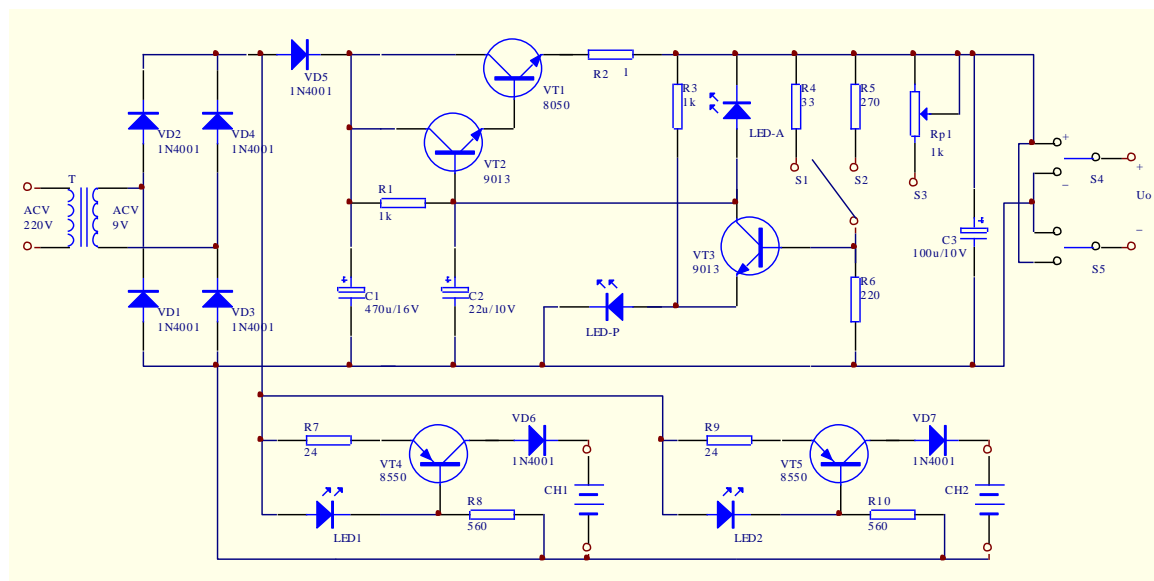 VD5
1N4001
R2
1
VT1
8050
VD2
1N4001
VD4
1N4001
VT2
9013
R3
1k
LED-A
R4
33
R5
270
Rp1
1k
S1
S2
S3
+
−
S4
+
Uo
−
S5
T
ACV
220V
ACV
9V
R1
1k
VT3
9013
C3
100u/10V
+
VD1
1N4001
VD3
1N4001
+
C1
470u/16V
+
C2
22u/10V
LED-P
R6
220
R7
24
VT4
8550
VD6
1N4001
CH1
R8
560
LED1
R9
24
VT5
8550
VD7
1N4001
CH2
R10
560
LED2